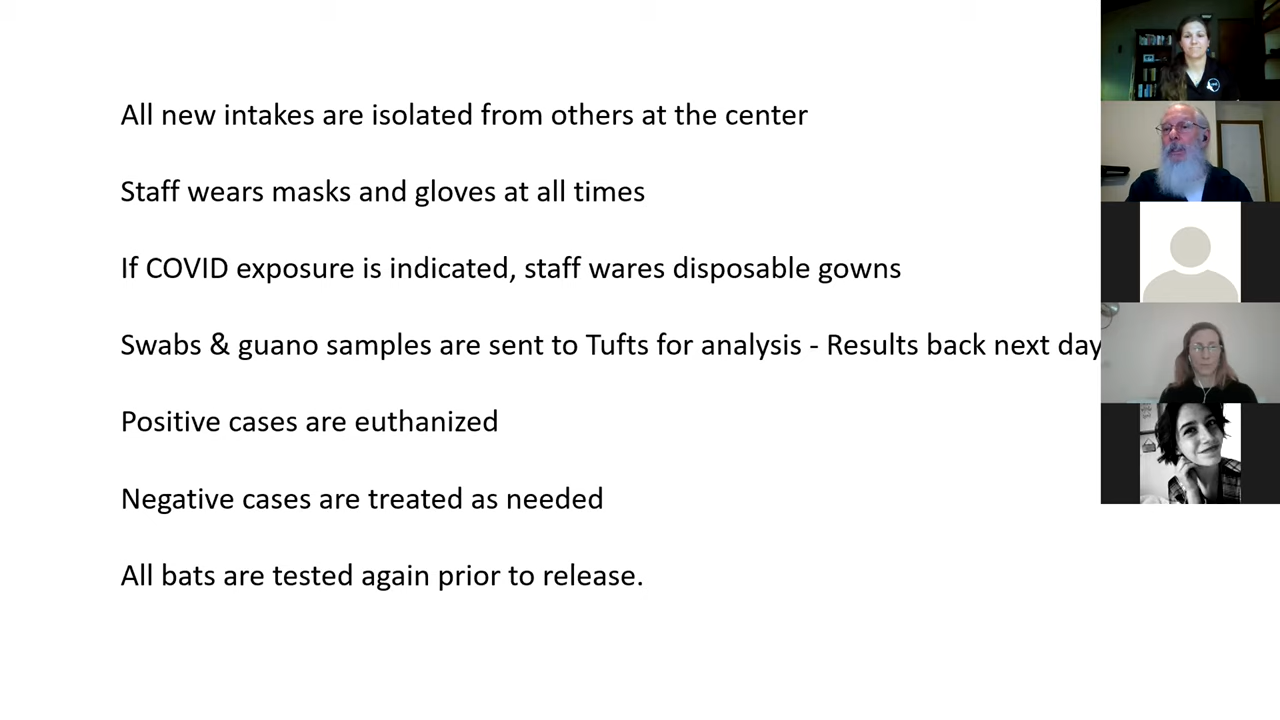 All new intakes are isolated from others at the center
Staff wears masks and gloves at all times
If COVID exposure is indicated, staff wares disposable gowns
Swabs & guano samples are sent to Tufts for analysis - Results back next day
Positive cases are euthanized
Negative cases are treated as needed
All bats are tested again prior to release.